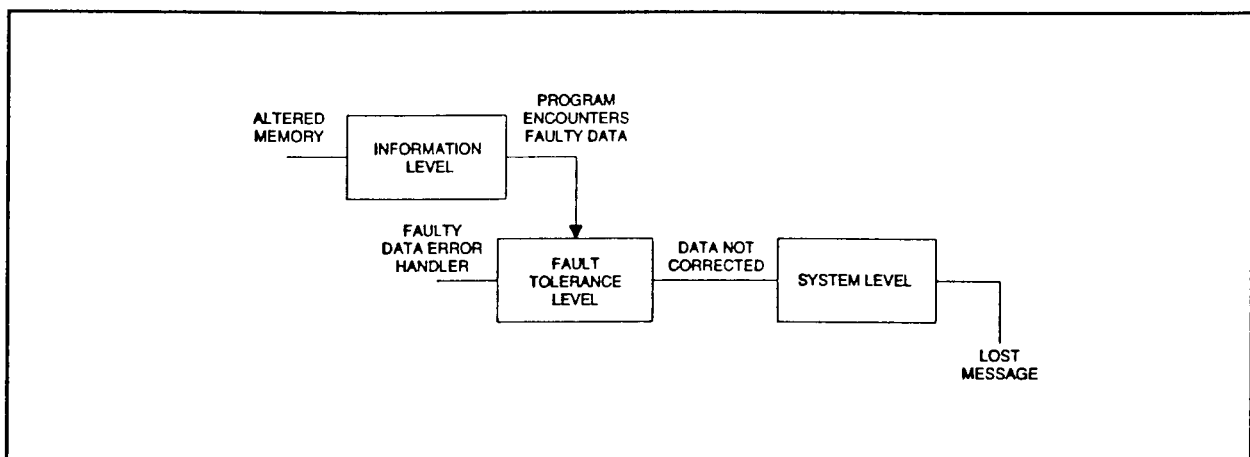 ALTERED
MEMORY
INFORMATION
LEVEL
PROGRAM
ENCOUNTERS
FAULTY DATA
FAULTY
DATA ERROR
HANDLER
FAULT
TOLERANCE
LEVEL
DATA NOT
CORRECTED
SYSTEM LEVEL
LOST
MESSAGE